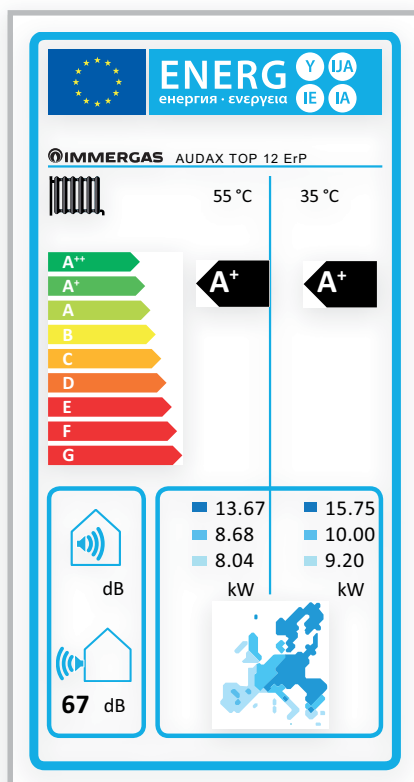 ENERG Y IJA
енергия · ενεργεια IE IA
IMMERGAS AUDAX TOP 12 ErP
55 °C 35 °C
A++
A+ A+ A+
A
B
C
D
E
F
G
13.67 15.75
8.68 10.00
8.04 9.20
dB kW kW
67 dB